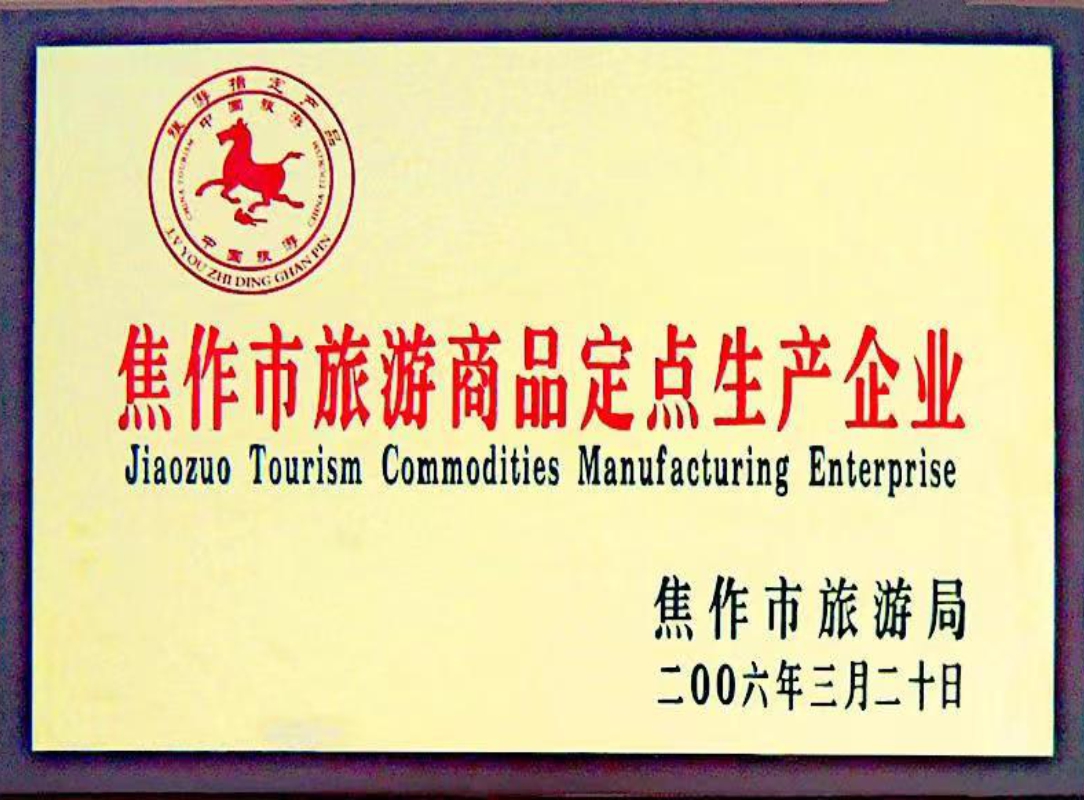 旅游指定产品
中国旅游
CHINA TOURISM
CHINA TOURISM
中国旅游
LV YOU ZHI DING CHAN PIN
焦作市旅游商品定点生产企业
Jiaozuo Tourism Commodities Manufacturing Enterprise
焦作市旅游局
二00六年三月二十日